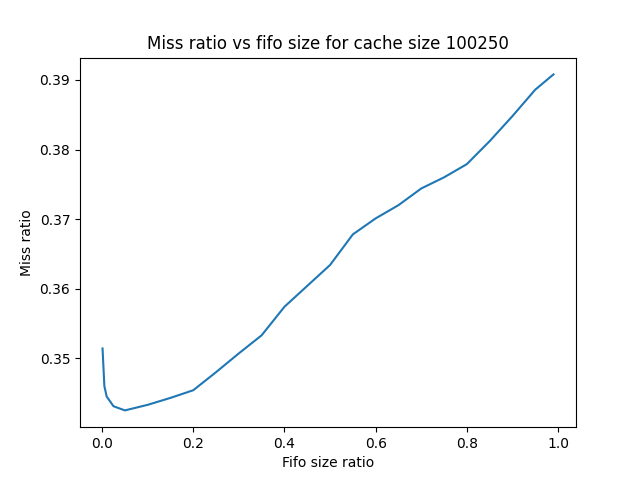 Miss ratio vs fifo size for cache size 100250
0.39
0.38
0.37
0.36
0.35
Miss ratio
0.0 0.2 0.4 0.6 0.8 1.0
Fifo size ratio